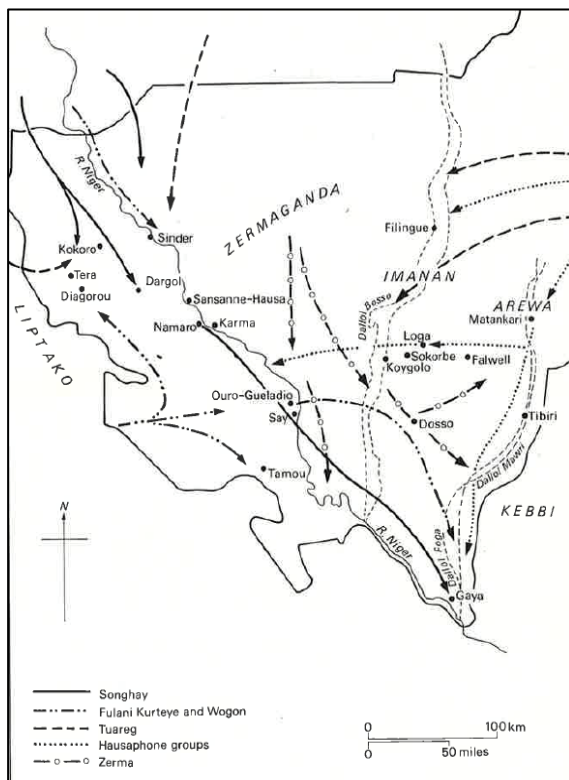 R. Niger
ZERMAGANDA
Sinder
Filingue
Kokoro
Tera
Dargol
Diagorou
Sansanne-Hausa
IMANAN
AREWA
Matankari
LIPTAKO
Namaro
Karma
Dallol Bosso
Loga
Sokorbe
Falwell
Koygolo
Ouro-Gueladio
Say
Dosso
Tibiri
Tamou
Dallol Mawri
KEBBI
N
R. Niger
Dallol Foga
Gaya
Songhay
Fulani Kurteye and Wogon
Tuareg
Hausaphone groups
Zerma
0 100 km
0 50 miles